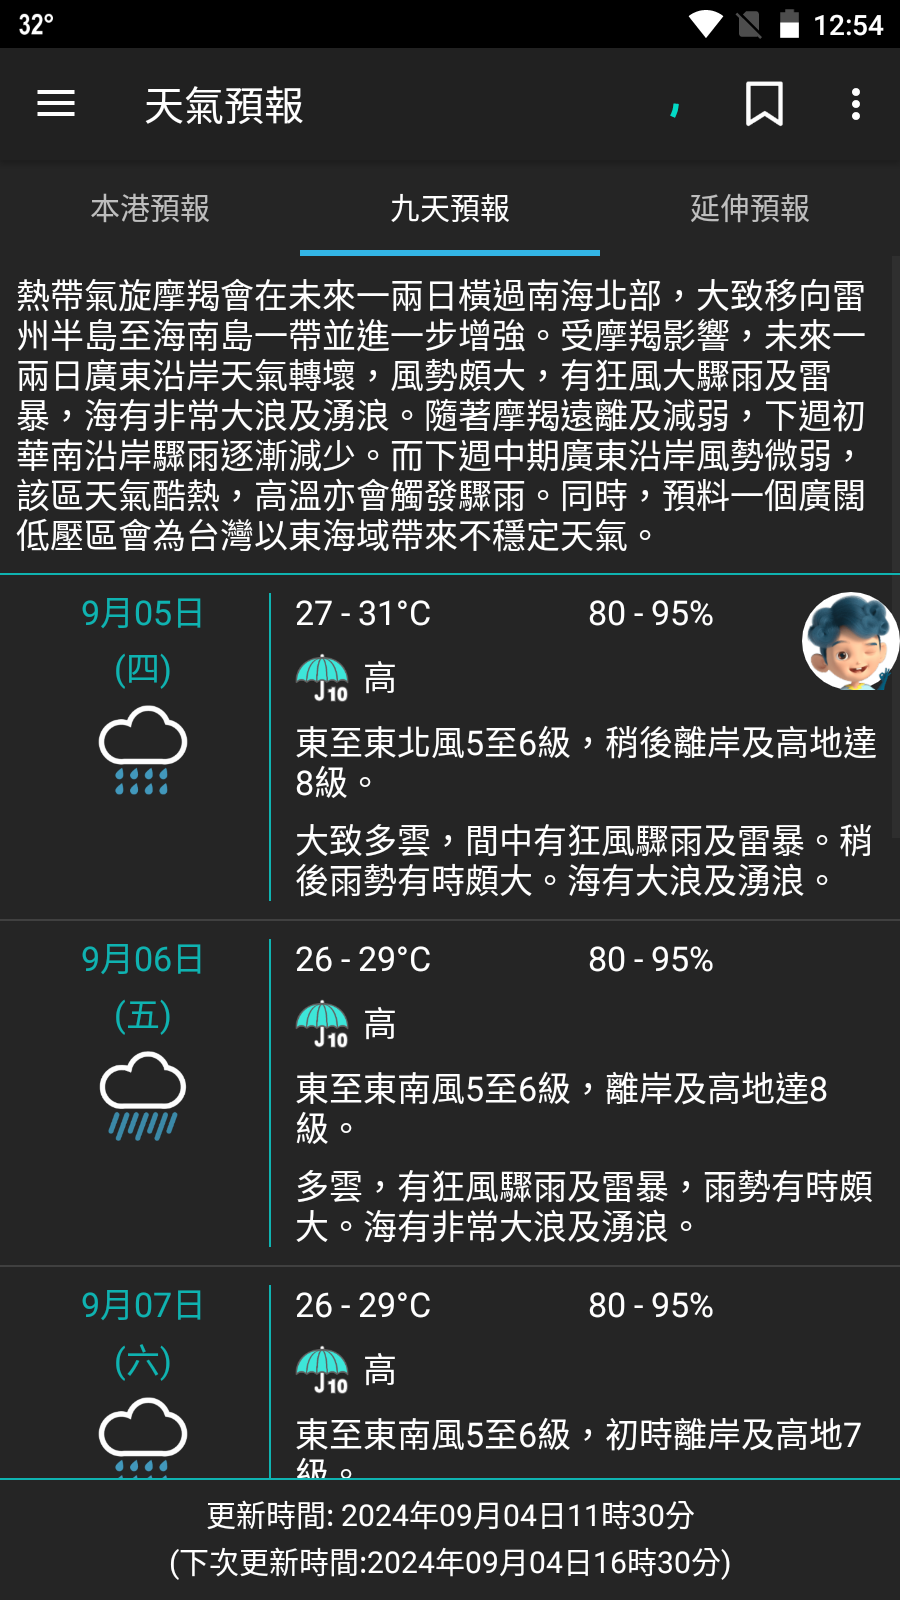 32°
12:54
天氣預報
本港預報
九天預報
延伸預報
熱帶氣旋摩羯會在未來一兩日橫過南海北部，大致移向雷
州半島至海南島一帶並進一步增強。受摩羯影響，未來一
兩日廣東沿岸天氣轉壞，風勢頗大，有狂風大驟雨及雷
暴，海有非常大浪及湧浪。隨著摩羯遠離及減弱，下週初
華南沿岸驟雨逐漸減少。而下週中期廣東沿岸風勢微弱，
該區天氣酷熱，高溫亦會觸發驟雨。同時，預料一個廣闊
低壓區會為台灣以東海域帶來不穩定天氣。
9月05日
(四)
27 - 31°C
80 - 95%
10
高
東至東北風5至6級，稍後離岸及高地達
8級。
大致多雲，間中有狂風驟雨及雷暴。稍
後雨勢有時頗大。海有大浪及湧浪。
9月06日
(五)
26 - 29°C
80 - 95%
10
高
東至東南風5至6級，離岸及高地達8
級。
多雲，有狂風驟雨及雷暴，雨勢有時頗
大。海有非常大浪及湧浪。
9月07日
(六)
26 - 29°C
80 - 95%
10
高
東至東南風5至6級，初時離岸及高地7
級。
更新時間: 2024年09月04日11時30分
(下次更新時間:2024年09月04日16時30分)